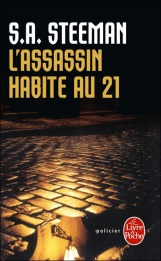 S.A. STEEMAN
L'ASSASSIN
HABITE AU 21
policier
Le Livre
de Poche